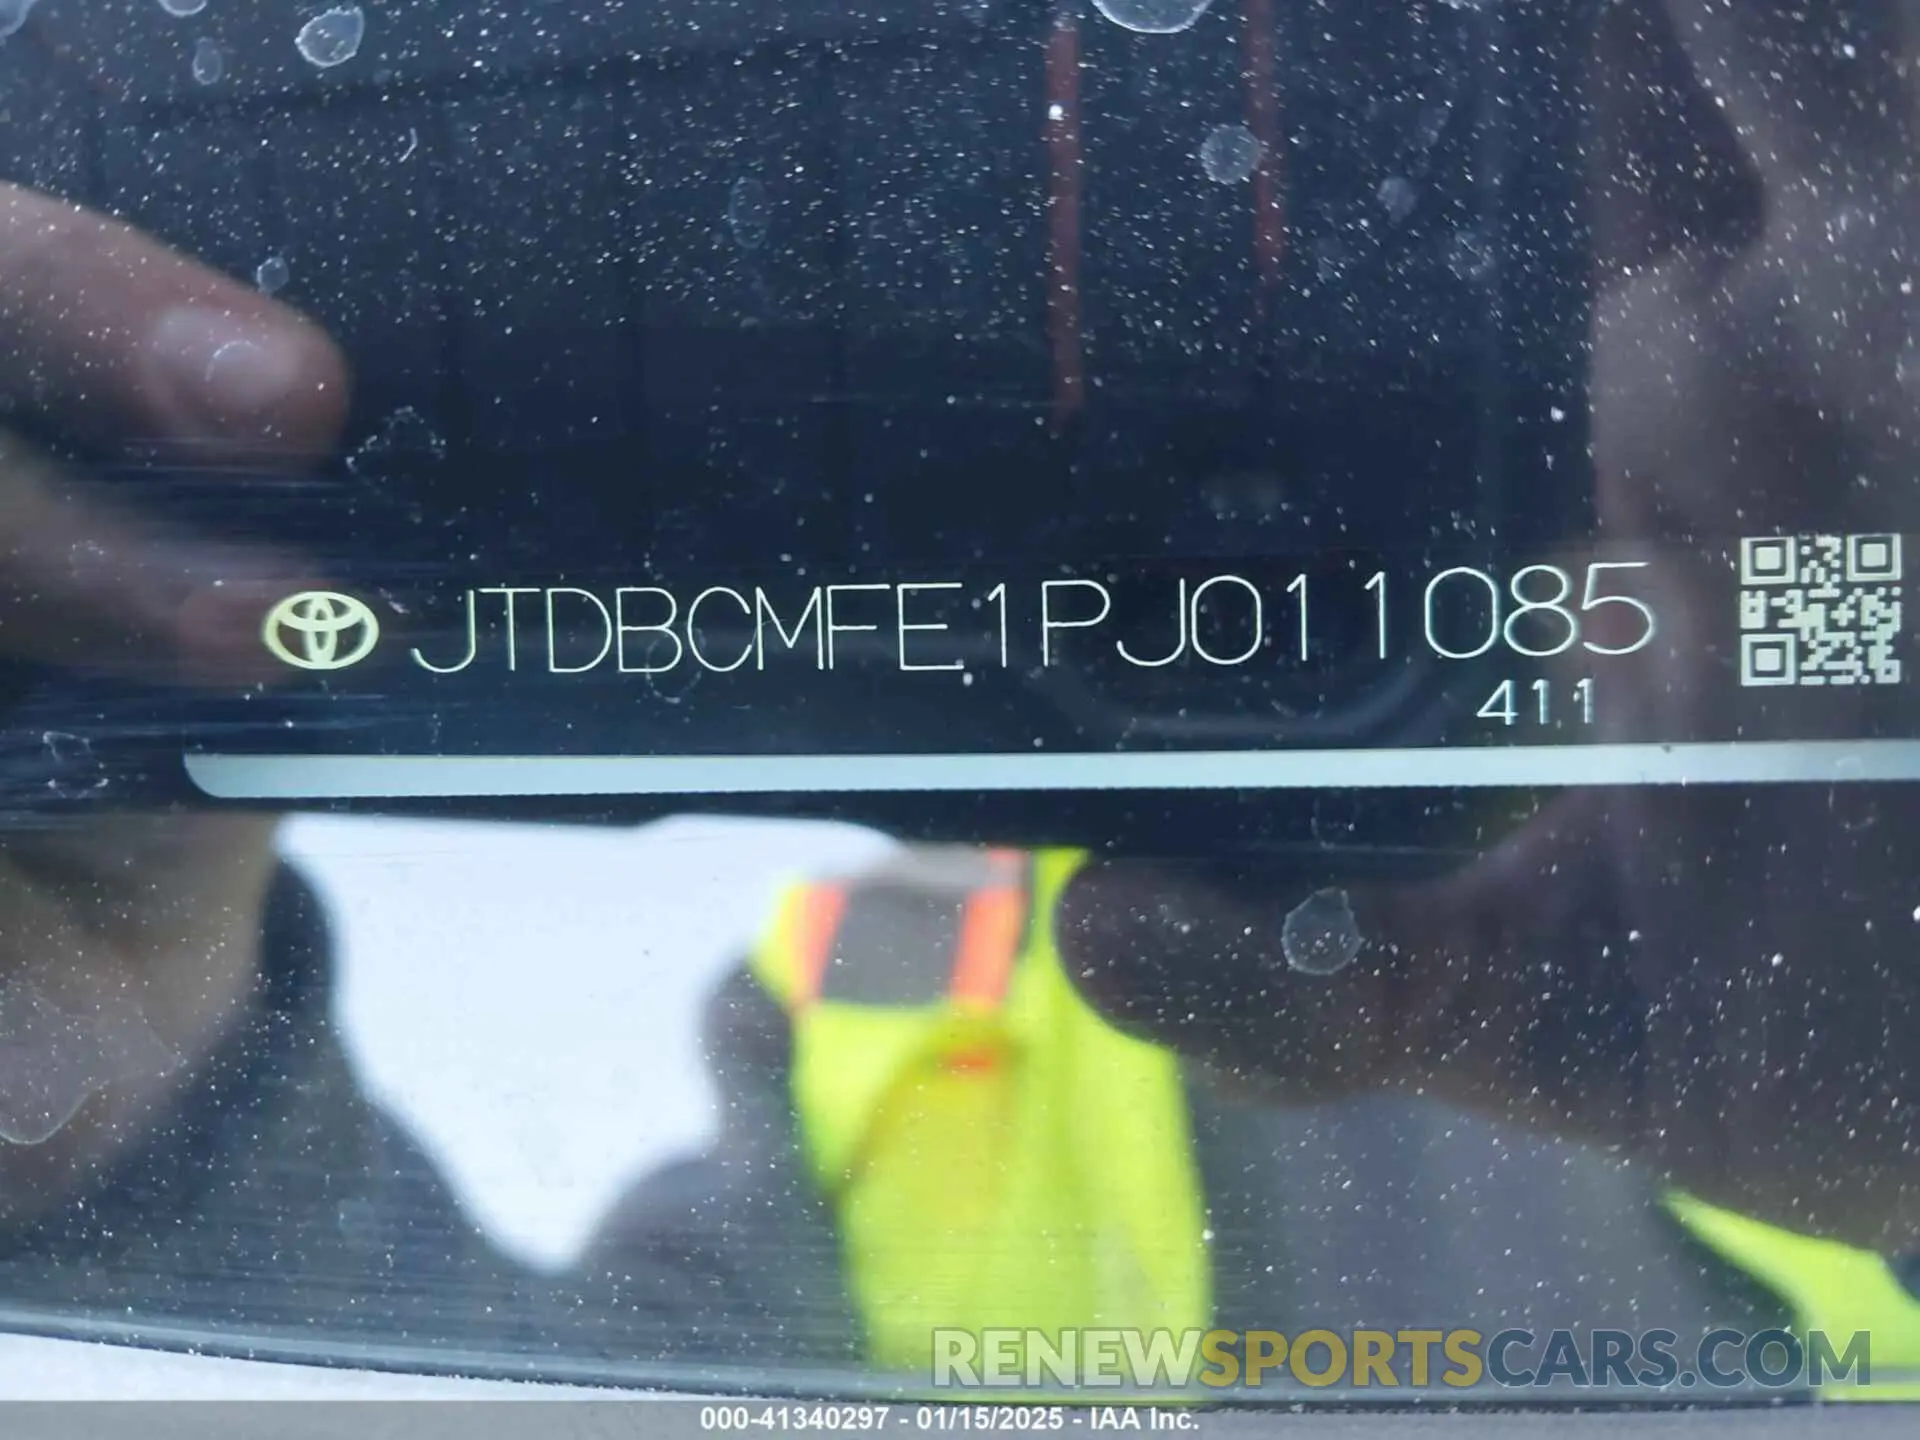 JTDBCMFE1PJ011085
411
RENEWSPORTSCARS.COM
000-41340297 - 01/15/2025 - IAA Inc.